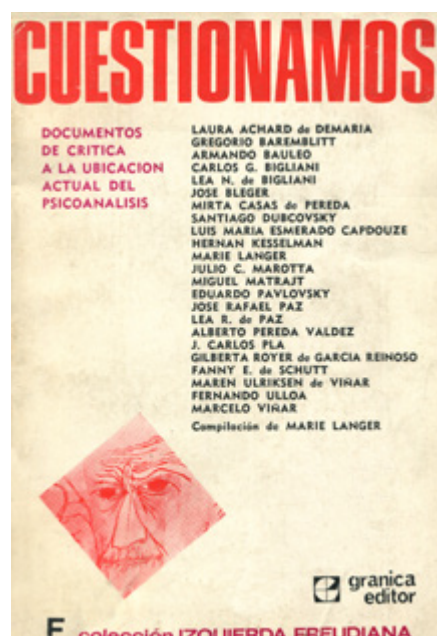 CUESTIONAMOS
DOCUMENTOS
DE CRITICA
A LA UBICACION
ACTUAL DEL
PSICOANALISIS
LAURA ACHARD de DEMARIA
GREGORIO BAREMBLITT
ARMANDO BAULEO
CARLOS G. BIGLIANI
LEA N. de BIGLIANI
JOSE BLEGER
MIRTA CASAS de PEREDA
SANTIAGO DUBCOVSKY
LUIS MARIA ESMERADO CAPDOUZE
HERNAN KESSELMAN
MARIE LANGER
JULIO C. MAROTTA
MIGUEL MATRAJT
EDUARDO PAVLOVSKY
JOSE RAFAEL PAZ
LEA R. de PAZ
ALBERTO PEREDA VALDEZ
J. CARLOS PLA
GILBERTA ROYER de GARCIA REINOSO
FANNY E. de SCHUTT
MAREN ULRIKSEN de VIÑAR
FERNANDO ULLOA
MARCELO VIÑAR
Compilación de MARIE LANGER
granica
editor
colección IZQUIERDA FREUDIANA